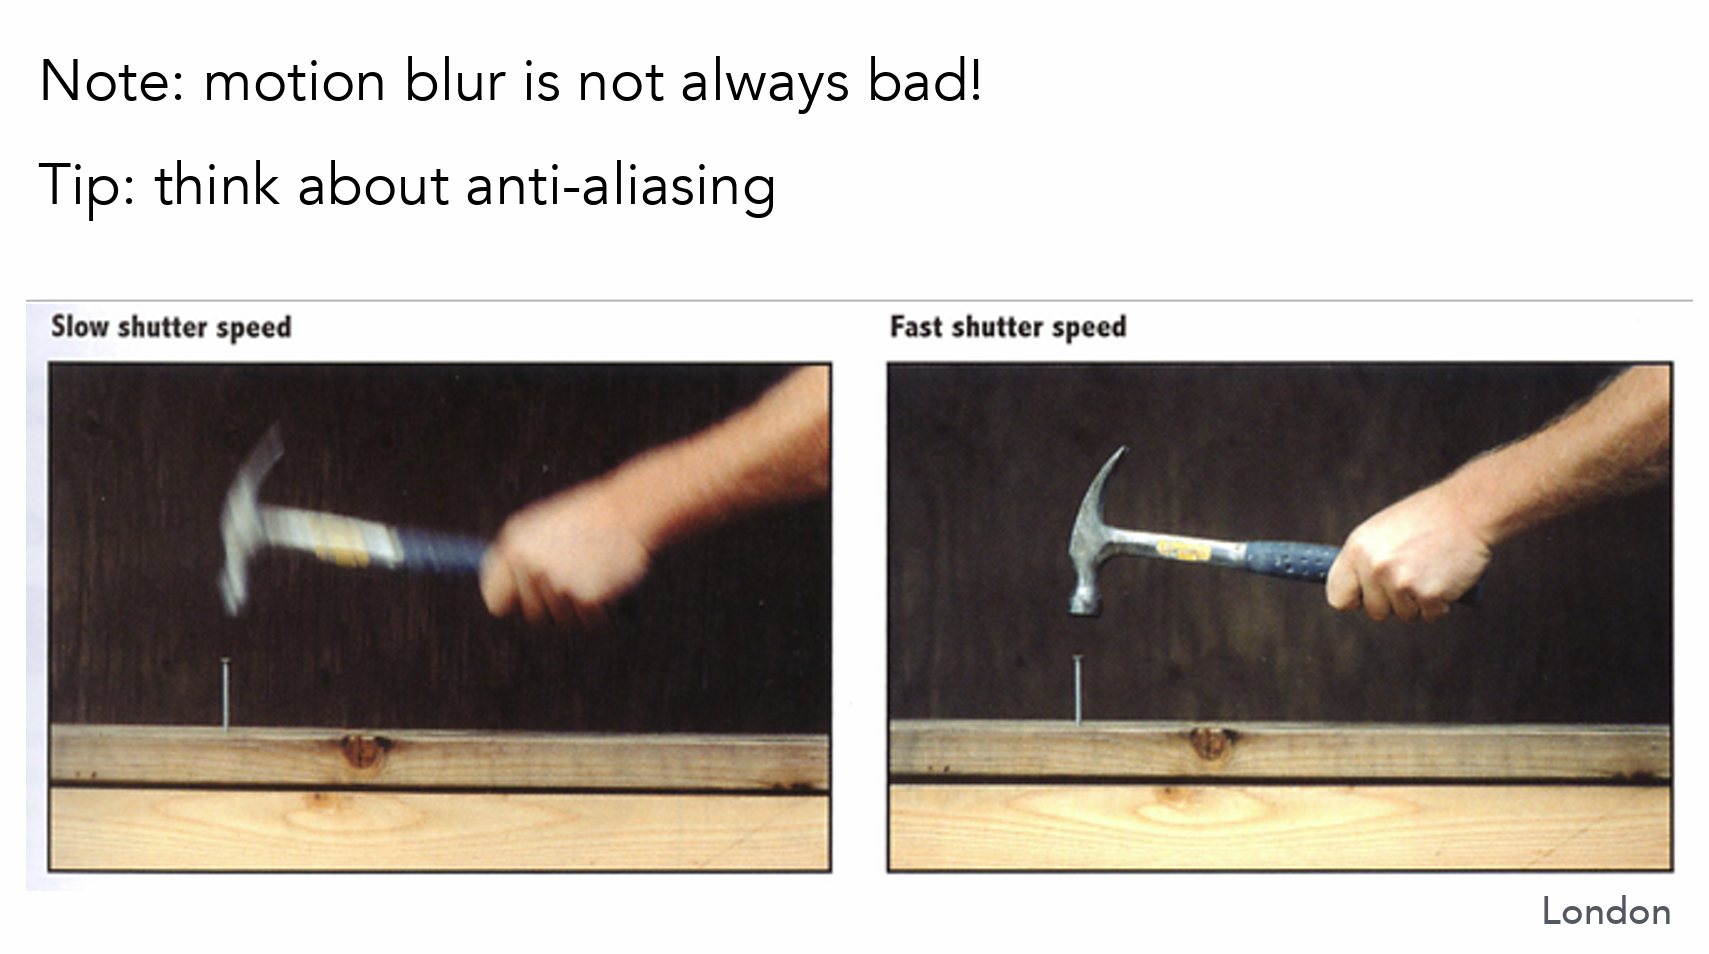 Note: motion blur is not always bad!
Tip: think about anti-aliasing
Slow shutter speed
Fast shutter speed
London